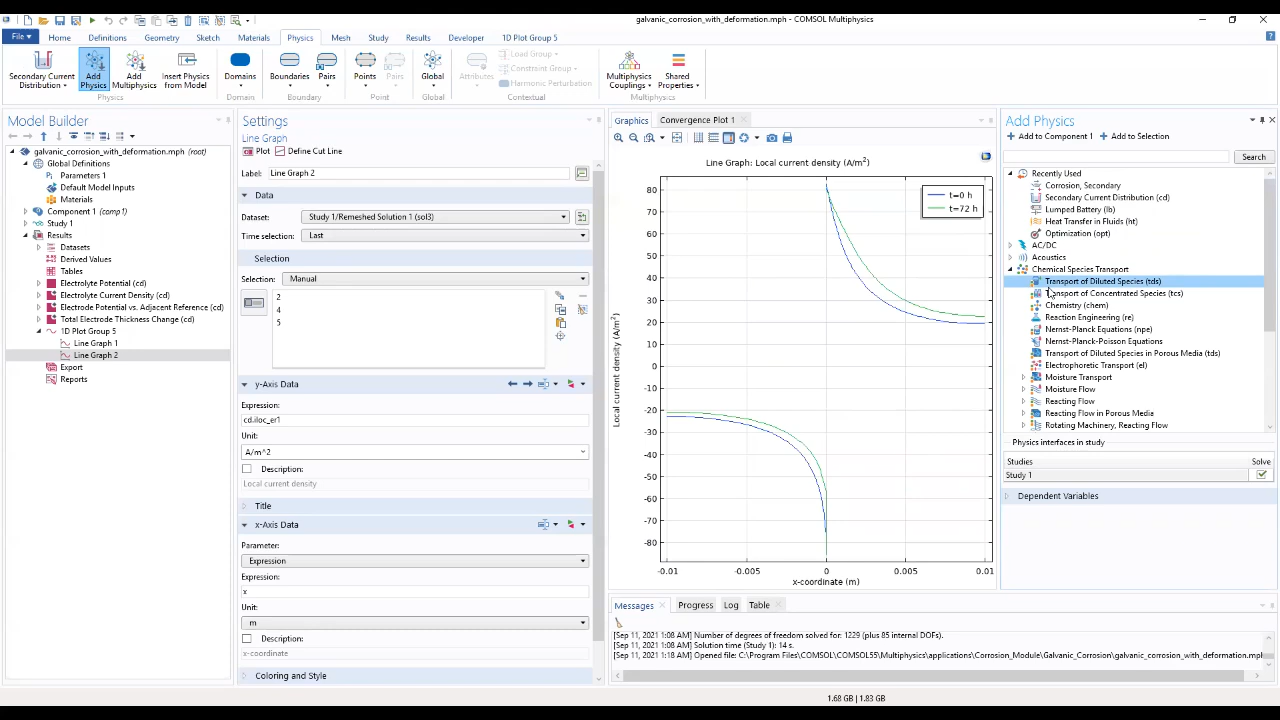 galvanic_corrosion_with_deformation.mph - COMSOL Multiphysics
File
Home
Definitions
Geometry
Sketch
Materials
Physics
Mesh
Study
Results
Developer
1D Plot Group 5
Secondary Current
Distribution
Add
Physics
Add
Multiphysics
Insert Physics
from Model
Domains
Boundaries
Pairs
Points
Pairs
Global
Attributes
Load Group
Constraint Group
Harmonic Perturbation
Multiphysics
Couplings
Shared
Properties
Physics
Domain
Boundary
Point
Global
Contextual
Multiphysics
Model Builder
galvanic_corrosion_with_deformation.mph (root)
Global Definitions
Parameters 1
Default Model Inputs
Materials
Component 1 (comp1)
Study 1
Results
Datasets
Derived Values
Tables
Electrolyte Potential (cd)
Electrolyte Current Density (cd)
Electrode Potential vs. Adjacent Reference (cd)
Total Electrode Thickness Change (cd)
1D Plot Group 5
Line Graph 1
Line Graph 2
Export
Reports
Settings
Line Graph
Plot
Define Cut Line
Label: Line Graph 2
Data
Dataset: Study 1/Remeshed Solution 1 (sol3)
Time selection: Last
Selection
Selection: Manual
2
4
5
y-Axis Data
Expression:
cd.iloc_er1
Unit:
A/m^2
Description:
Local current density
Title
x-Axis Data
Parameter:
Expression
Expression:
x
Unit:
m
Description:
x-coordinate
Coloring and Style
Graphics
Convergence Plot 1
Line Graph: Local current density (A/m²)
t=0 h
t=72 h
80
70
60
50
40
30
20
10
0
-10
-20
-30
-40
-50
-60
-70
-80
Local current density (A/m²)
-0.01
-0.005
0
0.005
0.01
x-coordinate (m)
Messages
Progress
Log
Table
[Sep 11, 2021 1:08 AM] Number of degrees of freedom solved for: 1229 (plus 85 internal DOFs).
[Sep 11, 2021 1:08 AM] Solution time (Study 1): 14 s.
[Sep 11, 2021 1:18 AM] Opened file: C:\Program Files\COMSOL\COMSOL55\Multiphysics\applications\Corrosion_Module\Galvanic_Corrosion\galvanic_corrosion_with_deformation.mph
Add Physics
Add to Component 1
Add to Selection
Search
Recently Used
Corrosion, Secondary
Secondary Current Distribution (cd)
Lumped Battery (lb)
Heat Transfer in Fluids (ht)
Optimization (opt)
AC/DC
Acoustics
Chemical Species Transport
Transport of Diluted Species (tds)
Transport of Concentrated Species (tcs)
Chemistry (chem)
Reaction Engineering (re)
Nernst-Planck Equations (npe)
Nernst-Planck-Poisson Equations
Transport of Diluted Species in Porous Media (tds)
Electrophoretic Transport (el)
Moisture Transport
Moisture Flow
Reacting Flow
Reacting Flow in Porous Media
Rotating Machinery, Reacting Flow
Physics interfaces in study
Studies
Solve
Study 1
Dependent Variables
1.68 GB | 1.83 GB